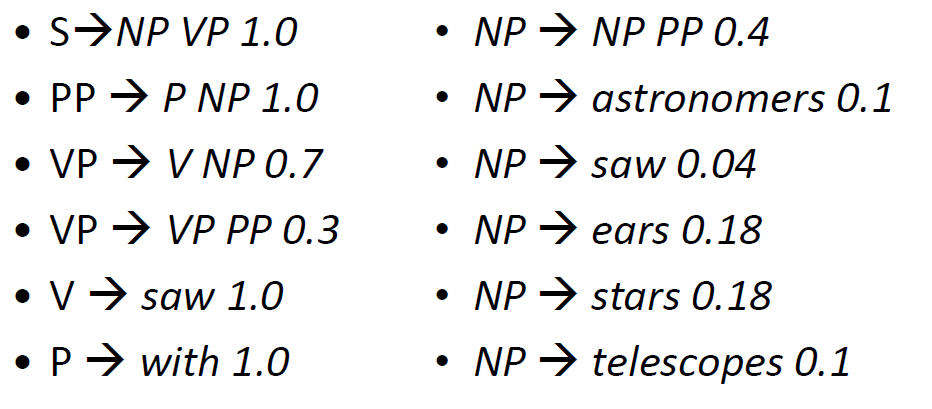 • S→NP VP 1.0
• PP → P NP 1.0
• VP → V NP 0.7
• VP → VP PP 0.3
• V → saw 1.0
• P → with 1.0
• NP → NP PP 0.4
• NP → astronomers 0.1
• NP → saw 0.04
• NP → ears 0.18
• NP → stars 0.18
• NP → telescopes 0.1